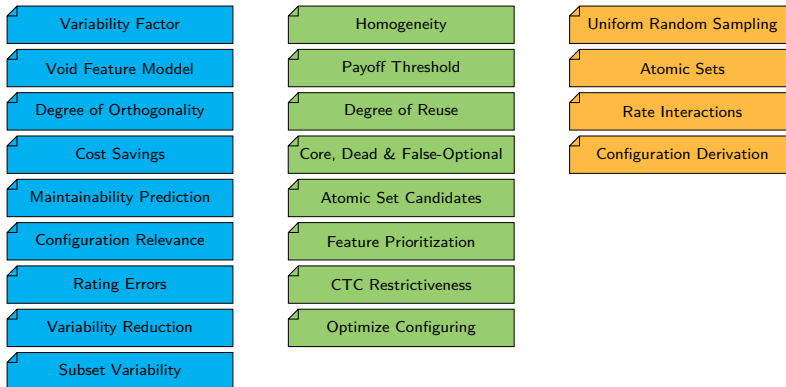 Variability Factor
Void Feature Moddel
Degree of Orthogonality
Cost Savings
Maintainability Prediction
Configuration Relevance
Rating Errors
Variability Reduction
Subset Variability
Homogeneity
Payoff Threshold
Degree of Reuse
Core, Dead & False-Optional
Atomic Set Candidates
Feature Prioritization
CTC Restrictiveness
Optimize Configuring
Uniform Random Sampling
Atomic Sets
Rate Interactions
Configuration Derivation